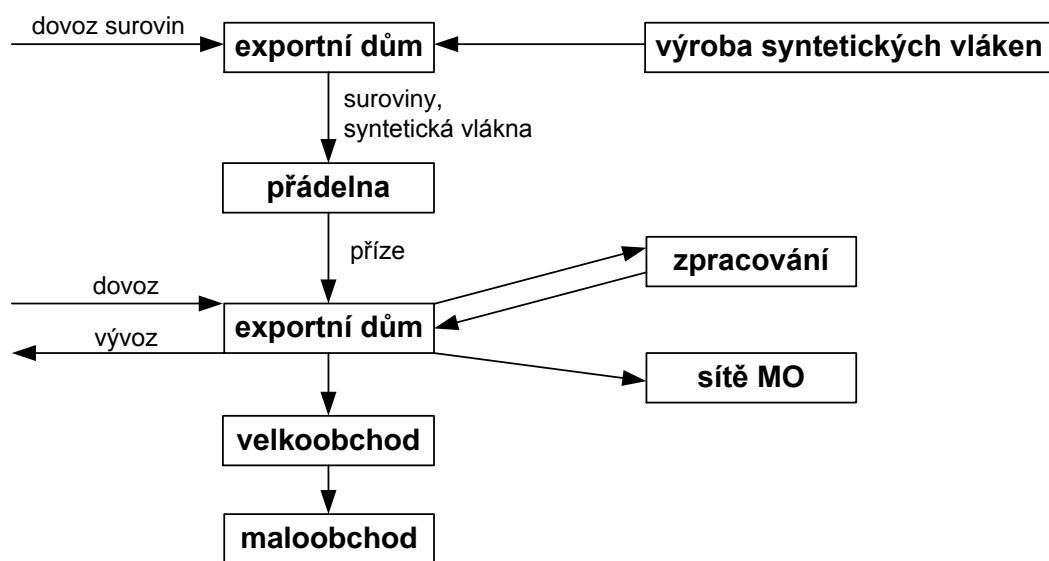 dovoz surovin
exportní dům
výroba syntetických vláken
suroviny,
syntetická vlákna
přádelna
příze
zpracování
dovoz
exportní dům
vývoz
sítě MO
velkoobchod
maloobchod